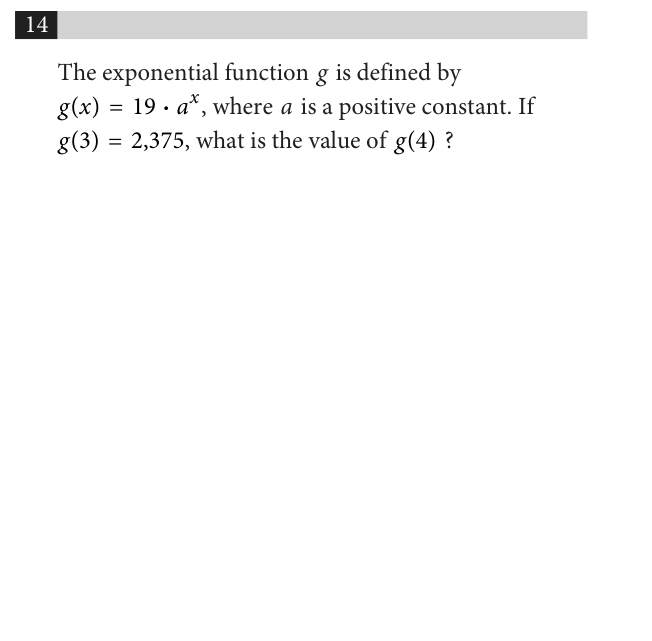 14
The exponential function g is defined by
g(x) = 19 · aˣ, where a is a positive constant. If
g(3) = 2,375, what is the value of g(4) ?